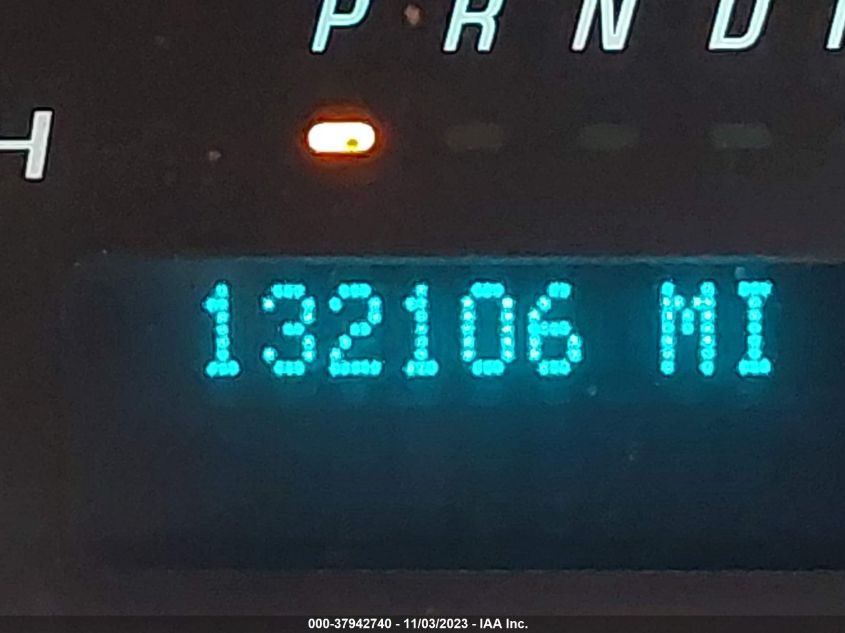 P R N D
H
132106 MI
000-37942740 - 11/03/2023 - IAA Inc.